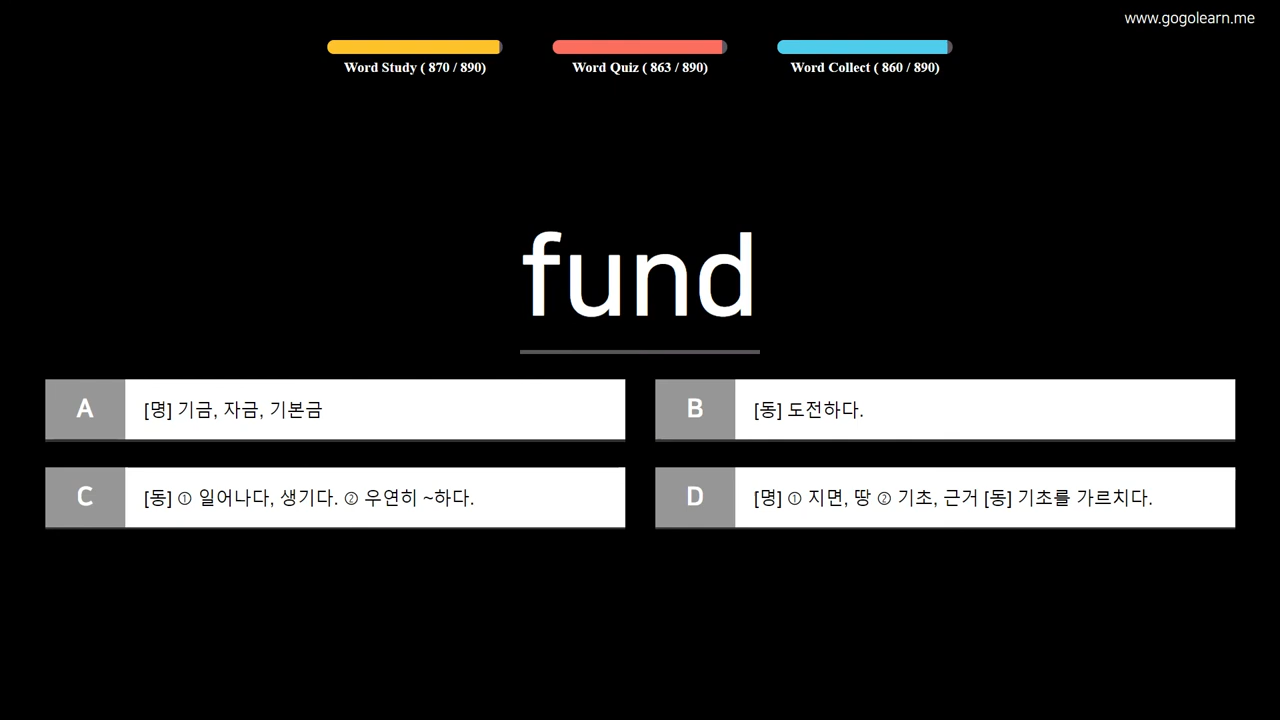 www.gogolearn.me
Word Study ( 870 / 890)
Word Quiz ( 863 / 890)
Word Collect ( 860 / 890)
fund
A [명] 기금, 자금, 기본금
B [동] 도전하다.
C [동] ① 일어나다, 생기다. ② 우연히 ~하다.
D [명] ① 지면, 땅 ② 기초, 근거 [동] 기초를 가르치다.